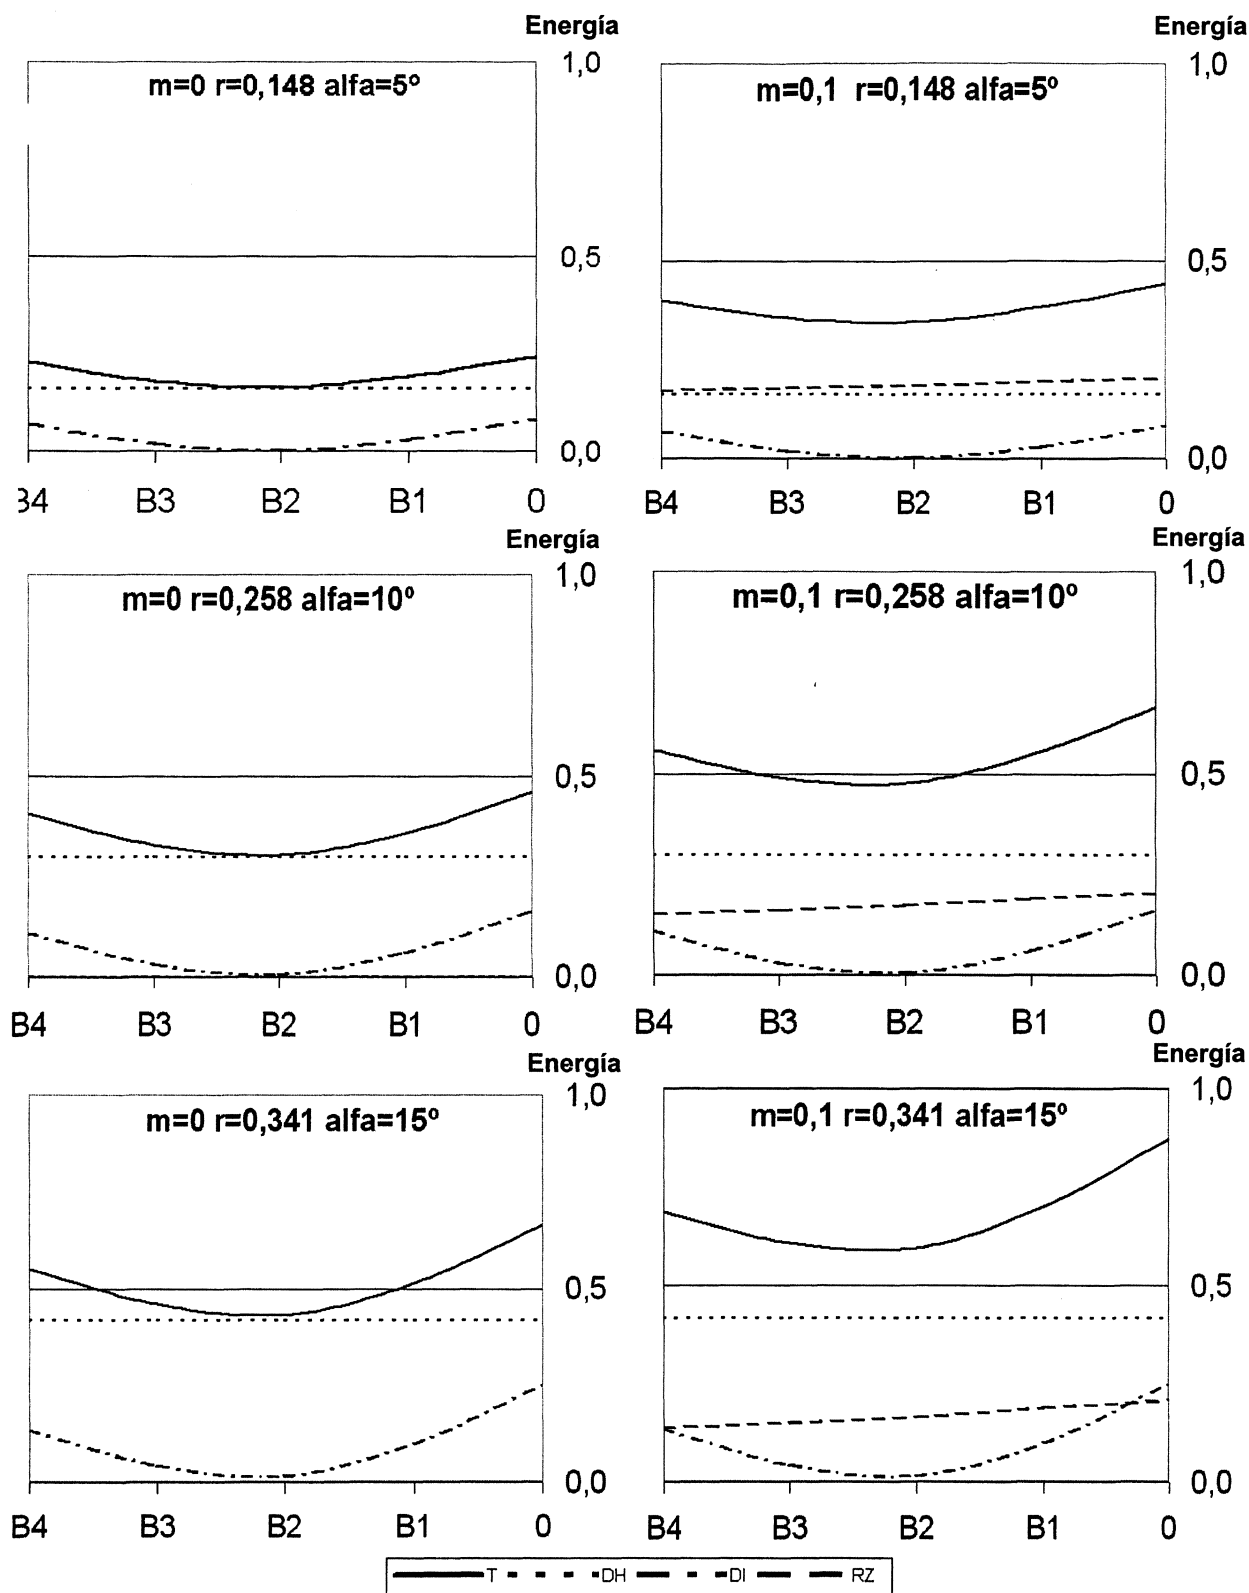 Energía
m=0 r=0,148 alfa=5º
1,0
0,5
0,0
B4 B3 B2 B1 0
Energía
m=0,1 r=0,148 alfa=5º
1,0
0,5
0,0
B4 B3 B2 B1 0
Energía
m=0 r=0,258 alfa=10º
1,0
0,5
0,0
B4 B3 B2 B1 0
Energía
m=0,1 r=0,258 alfa=10º
1,0
0,5
0,0
B4 B3 B2 B1 0
Energía
m=0 r=0,341 alfa=15º
1,0
0,5
0,0
B4 B3 B2 B1 0
Energía
m=0,1 r=0,341 alfa=15º
1,0
0,5
0,0
B4 B3 B2 B1 0
T DH DI RZ